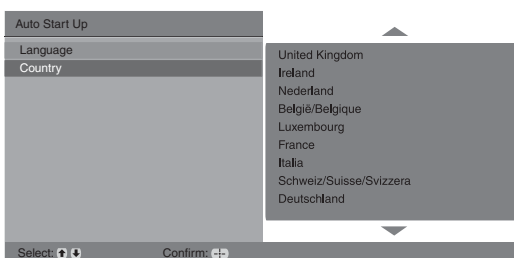 Auto Start Up
Language
Country
United Kingdom
Ireland
Nederland
België/Belgique
Luxembourg
France
Italia
Schweiz/Suisse/Svizzera
Deutschland
Select: Confirm: